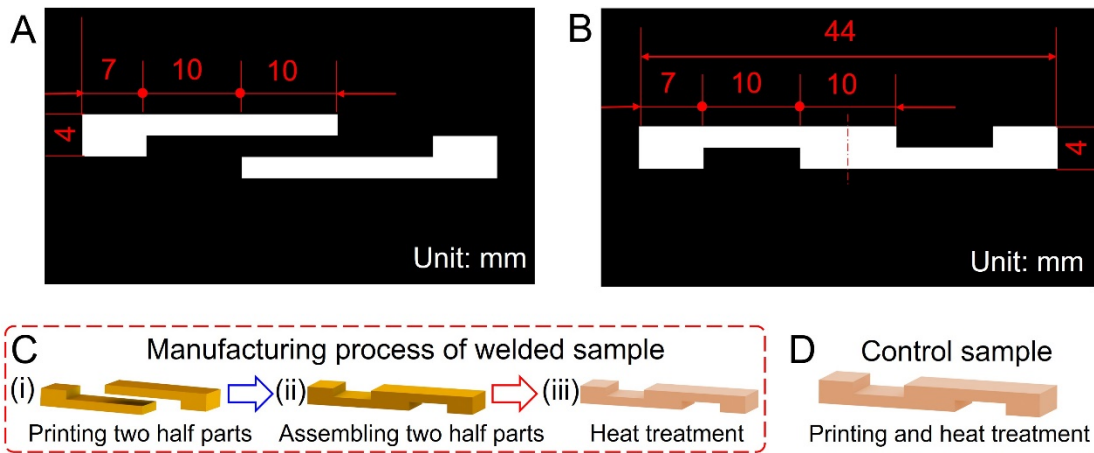 A
7 10 10
4
Unit: mm
B
44
7 10 10
4
Unit: mm
C Manufacturing process of welded sample
(i) (ii) (iii)
Printing two half parts Assembling two half parts Heat treatment
D Control sample
Printing and heat treatment